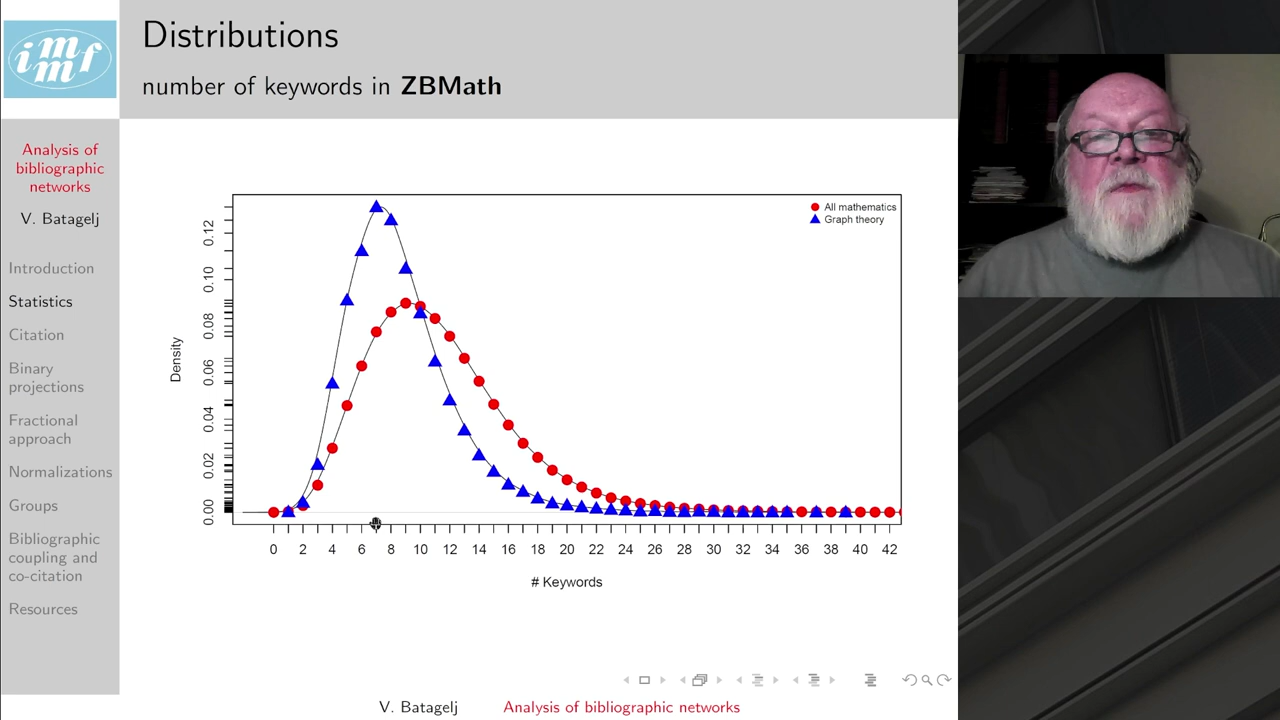 immf
Distributions
number of keywords in ZBMath
Analysis of
bibliographic
networks
V. Batagelj
Introduction
Statistics
Citation
Binary
projections
Fractional
approach
Normalizations
Groups
Bibliographic
coupling and
co-citation
Resources
All mathematics
Graph theory
Density
0.12
0.10
0.08
0.06
0.04
0.02
0.00
0 2 4 6 8 10 12 14 16 18 20 22 24 26 28 30 32 34 36 38 40 42
# Keywords
V. Batagelj Analysis of bibliographic networks